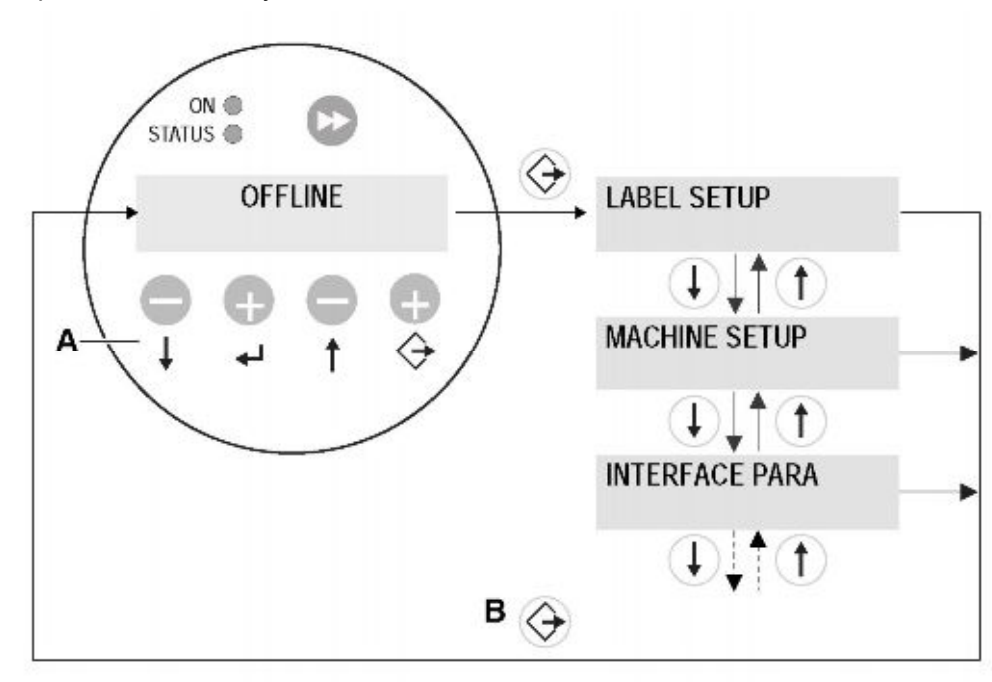 ON
STATUS
OFFLINE
A
LABEL SETUP
MACHINE SETUP
INTERFACE PARA
B